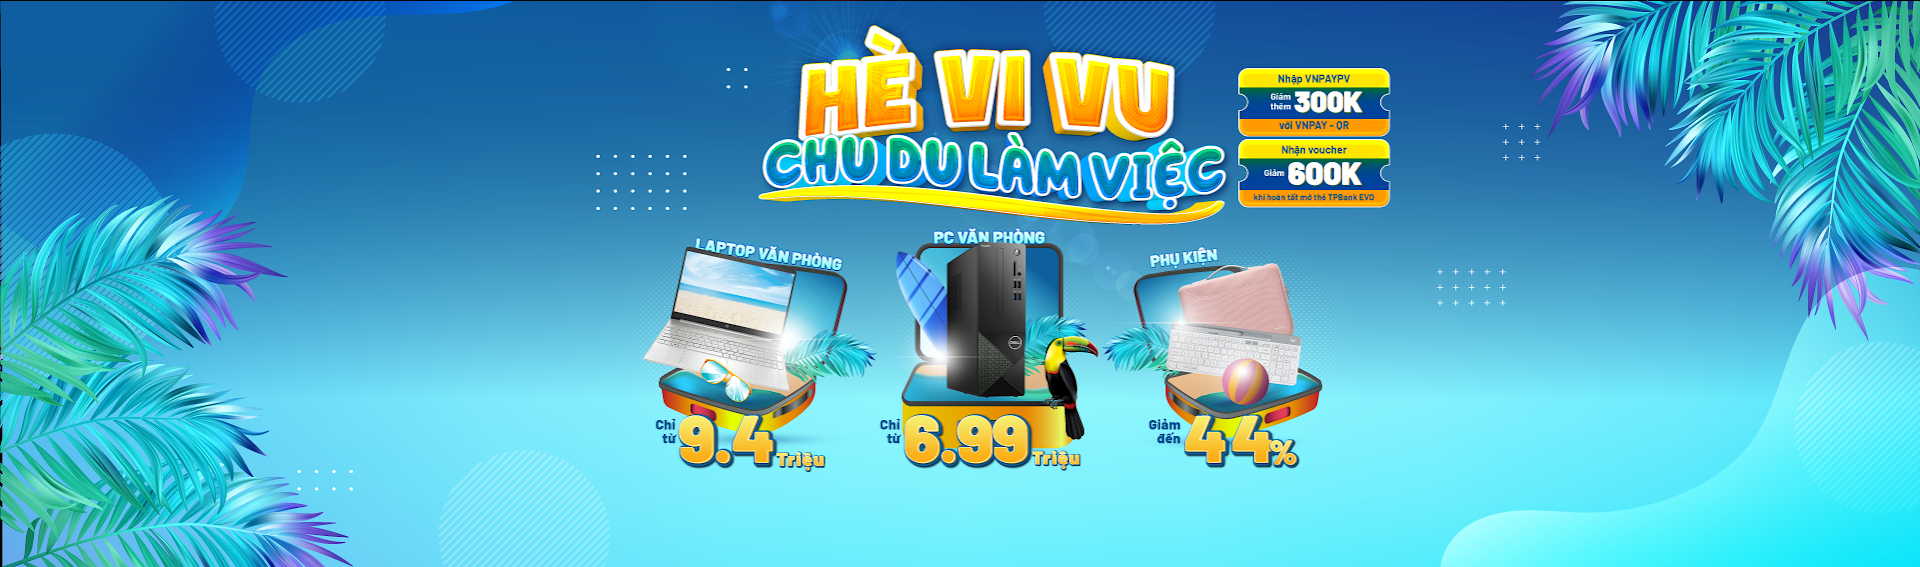 HÈ VI VU
CHU DU LÀM VIỆC
Nhập VNPAYPV
Giảm thêm 300K
với VNPAY - QR
Nhận voucher
Giảm 600K
khi hoàn tất mở thẻ TPBank EVO
LAPTOP VĂN PHÒNG
Chỉ từ 9.4 Triệu
PC VĂN PHÒNG
DELL
Chỉ từ 6.99 Triệu
PHỤ KIỆN
Giảm đến 44%